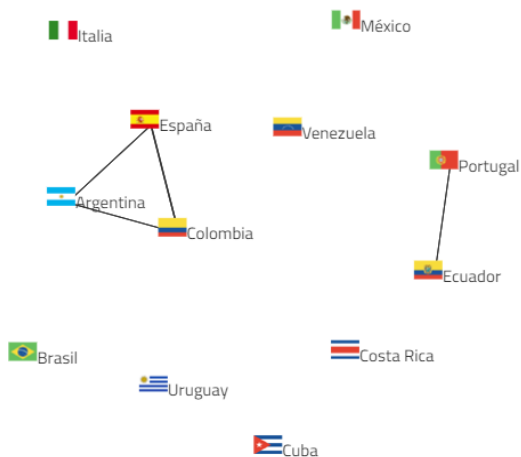 México
Italia
España
Venezuela
Portugal
Argentina
Colombia
Ecuador
Costa Rica
Brasil
Uruguay
Cuba